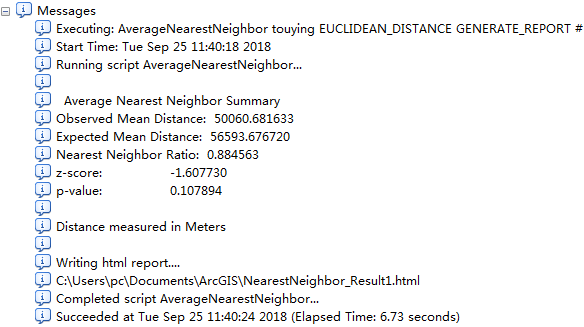 Messages
Executing: AverageNearestNeighbor touying EUCLIDEAN_DISTANCE GENERATE_REPORT #
Start Time: Tue Sep 25 11:40:18 2018
Running script AverageNearestNeighbor...
Average Nearest Neighbor Summary
Observed Mean Distance: 50060.681633
Expected Mean Distance: 56593.676720
Nearest Neighbor Ratio: 0.884563
z-score: -1.607730
p-value: 0.107894
Distance measured in Meters
Writing html report....
C:\Users\pc\Documents\ArcGIS\NearestNeighbor_Result1.html
Completed script AverageNearestNeighbor...
Succeeded at Tue Sep 25 11:40:24 2018 (Elapsed Time: 6.73 seconds)